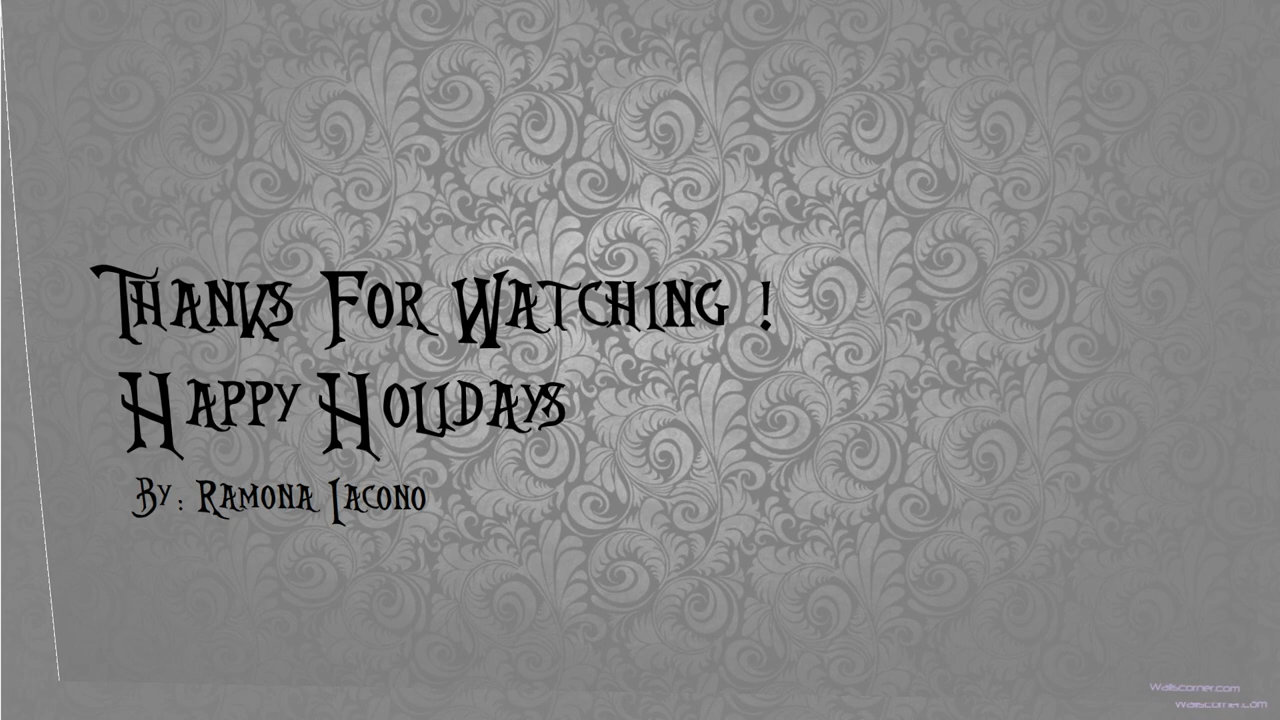 Thanks For Watching !
Happy Holidays
By: Ramona Iacono
Wallscorner.com
Wallscorner.com